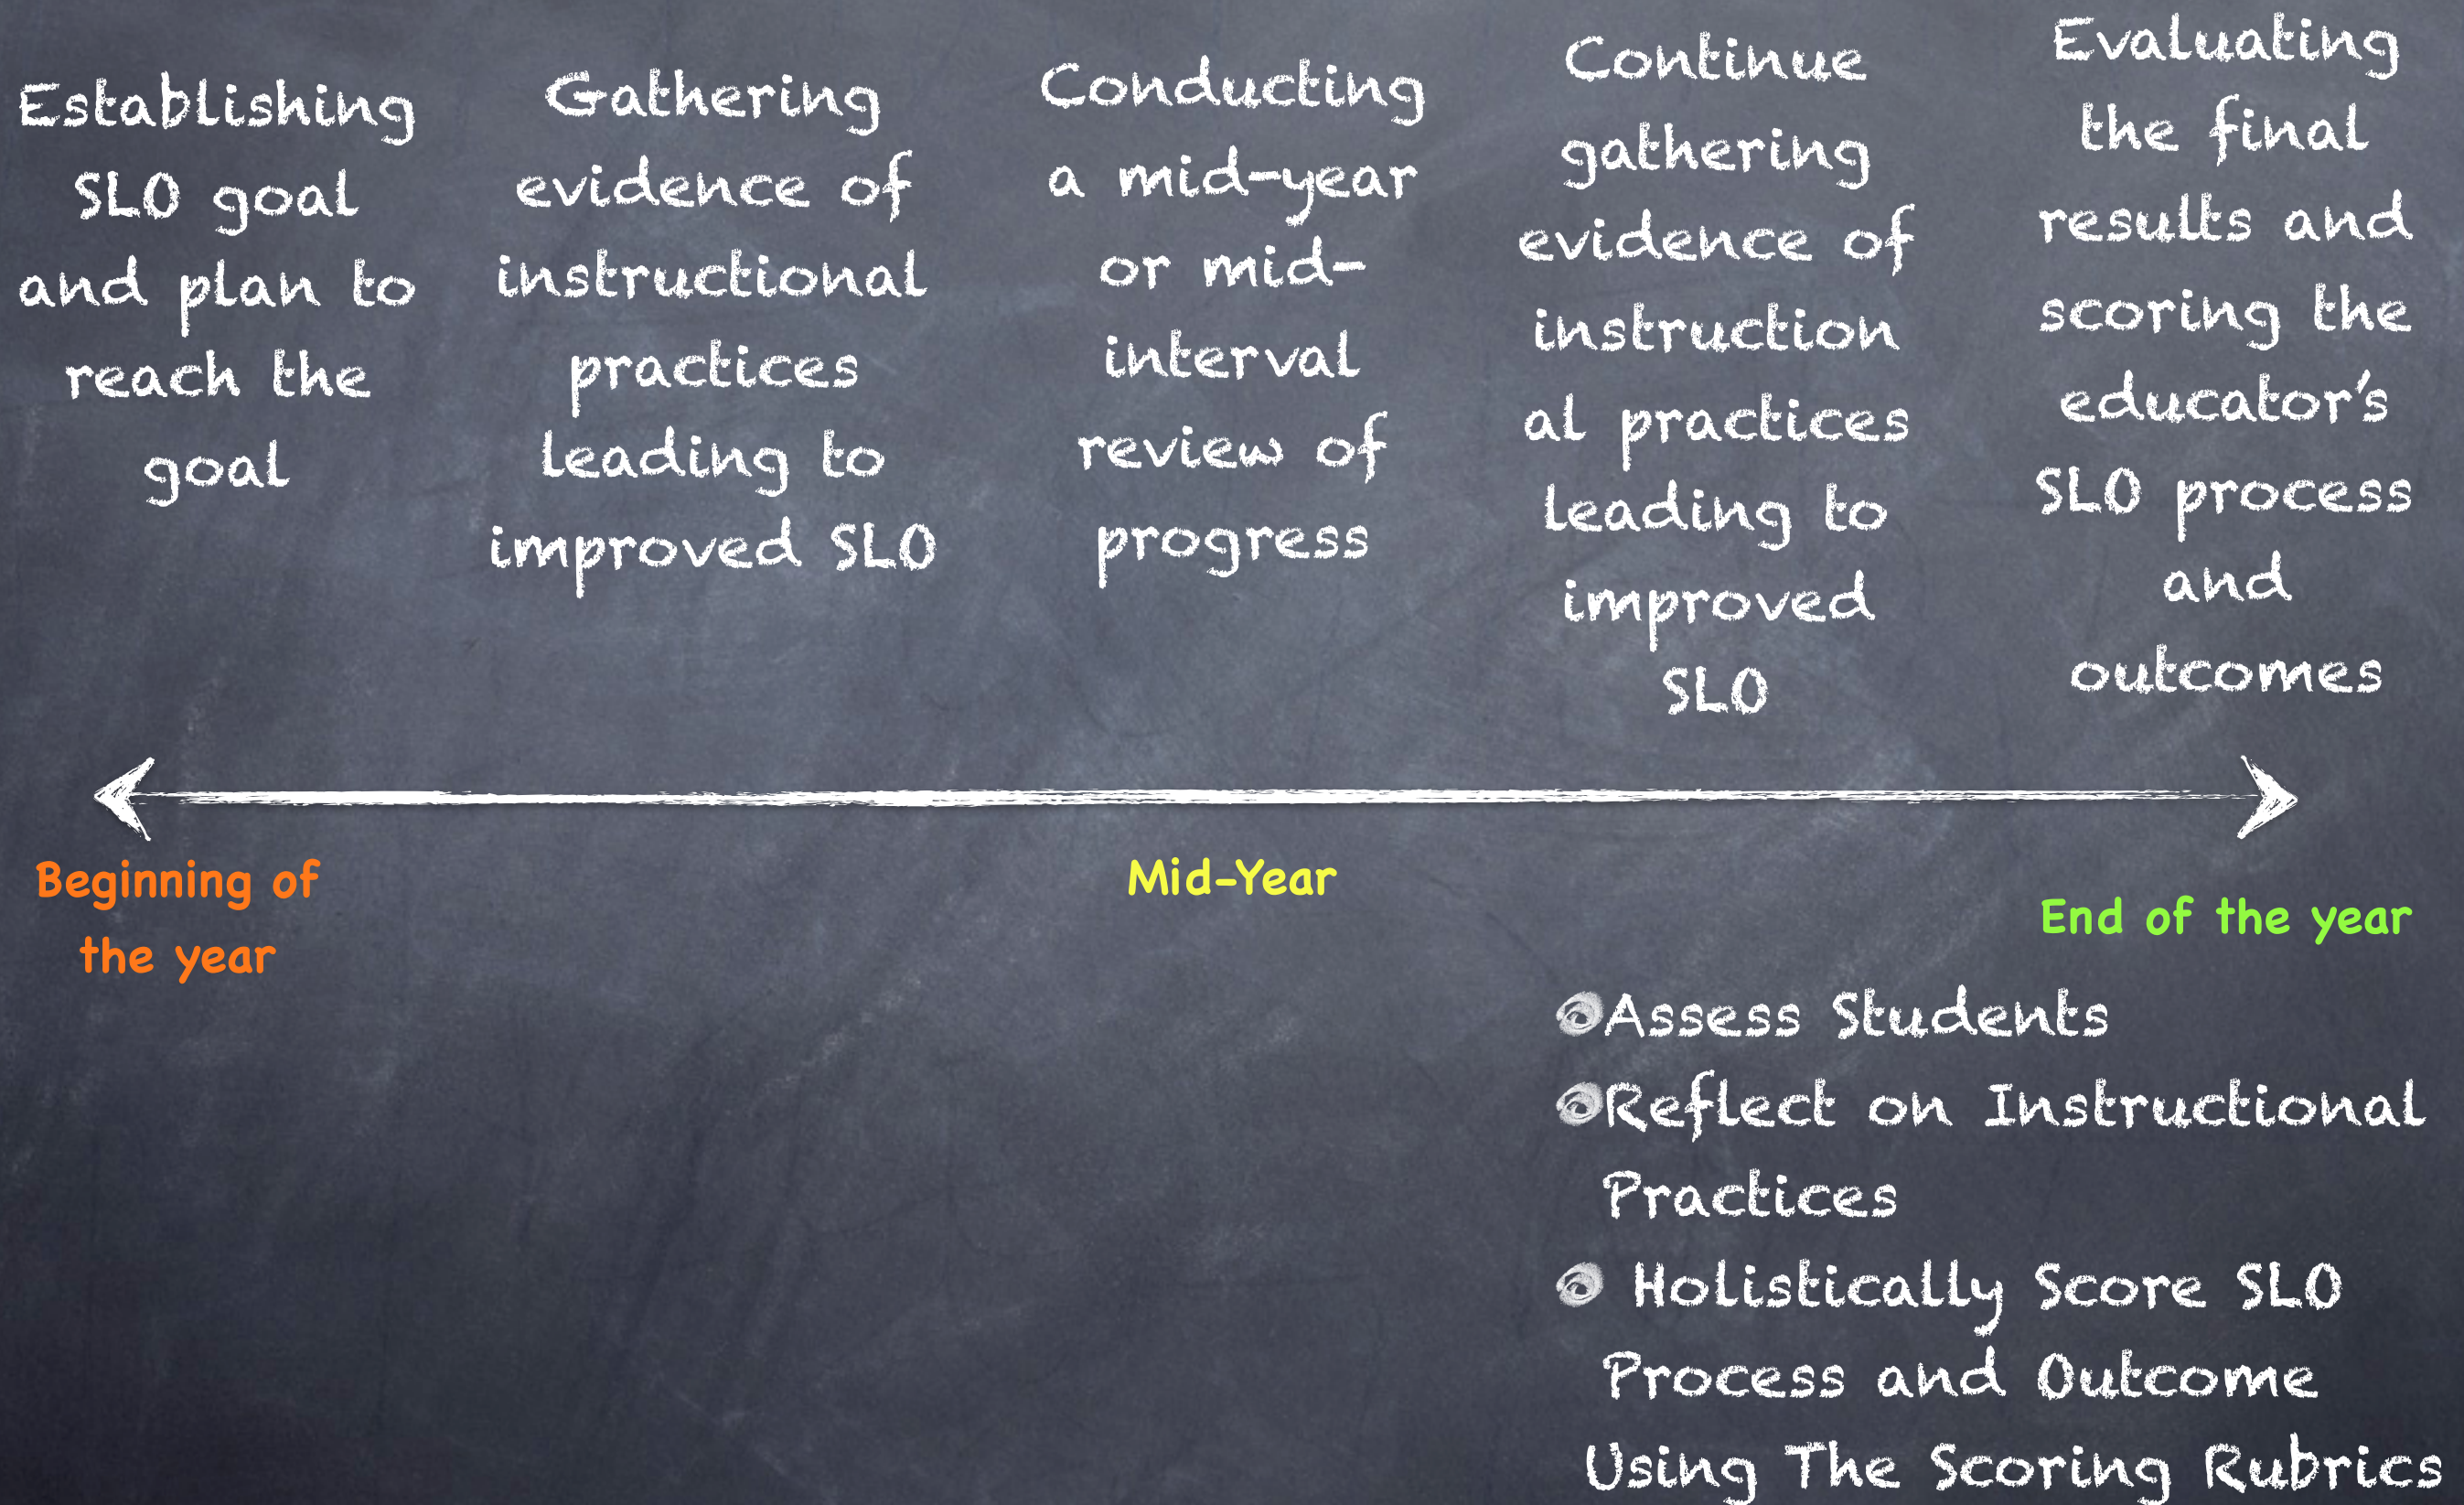 Establishing
SLO goal
and plan to
reach the
goal
Gathering
evidence of
instructional
practices
leading to
improved SLO
Conducting
a mid-year
or mid-
interval
review of
progress
Continue
gathering
evidence of
instruction
al practices
leading to
improved
SLO
Evaluating
the final
results and
scoring the
educator's
SLO process
and
outcomes
Beginning of
the year
Mid-Year
End of the year
Assess Students
Reflect on Instructional
Practices
Holistically Score SLO
Process and Outcome
Using The Scoring Rubrics